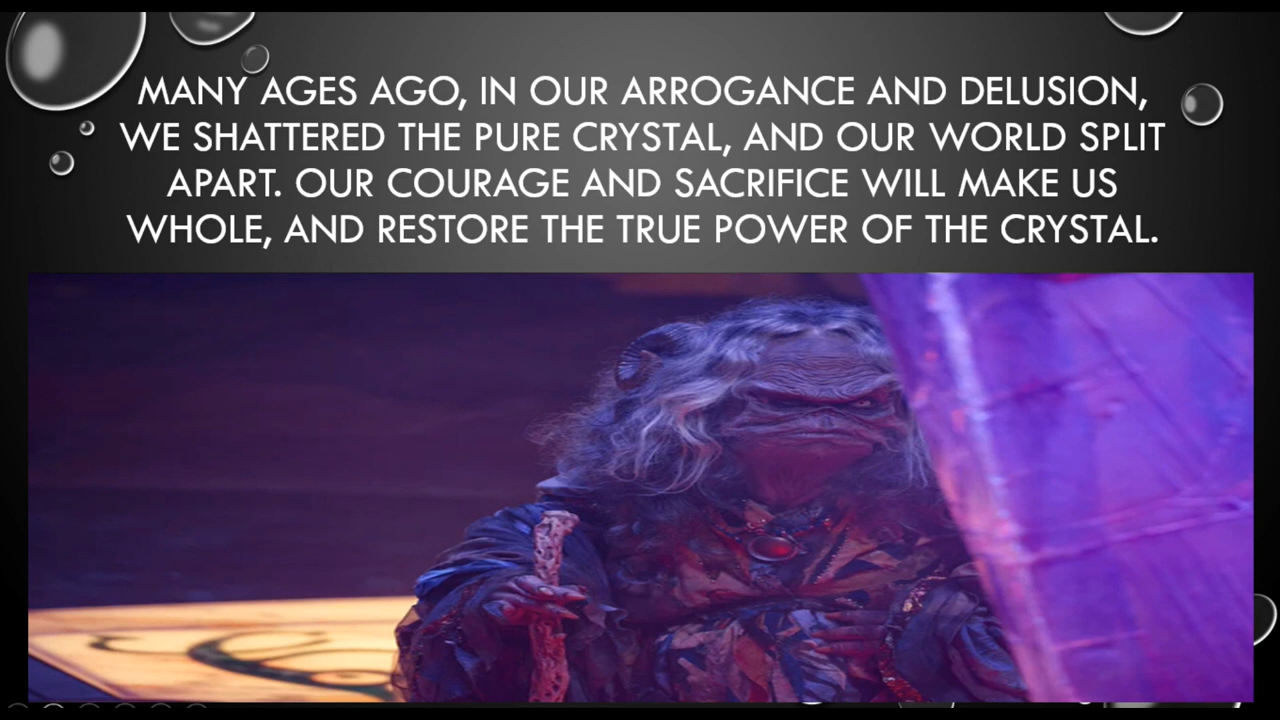 MANY AGES AGO, IN OUR ARROGANCE AND DELUSION,
WE SHATTERED THE PURE CRYSTAL, AND OUR WORLD SPLIT
APART. OUR COURAGE AND SACRIFICE WILL MAKE US
WHOLE, AND RESTORE THE TRUE POWER OF THE CRYSTAL.